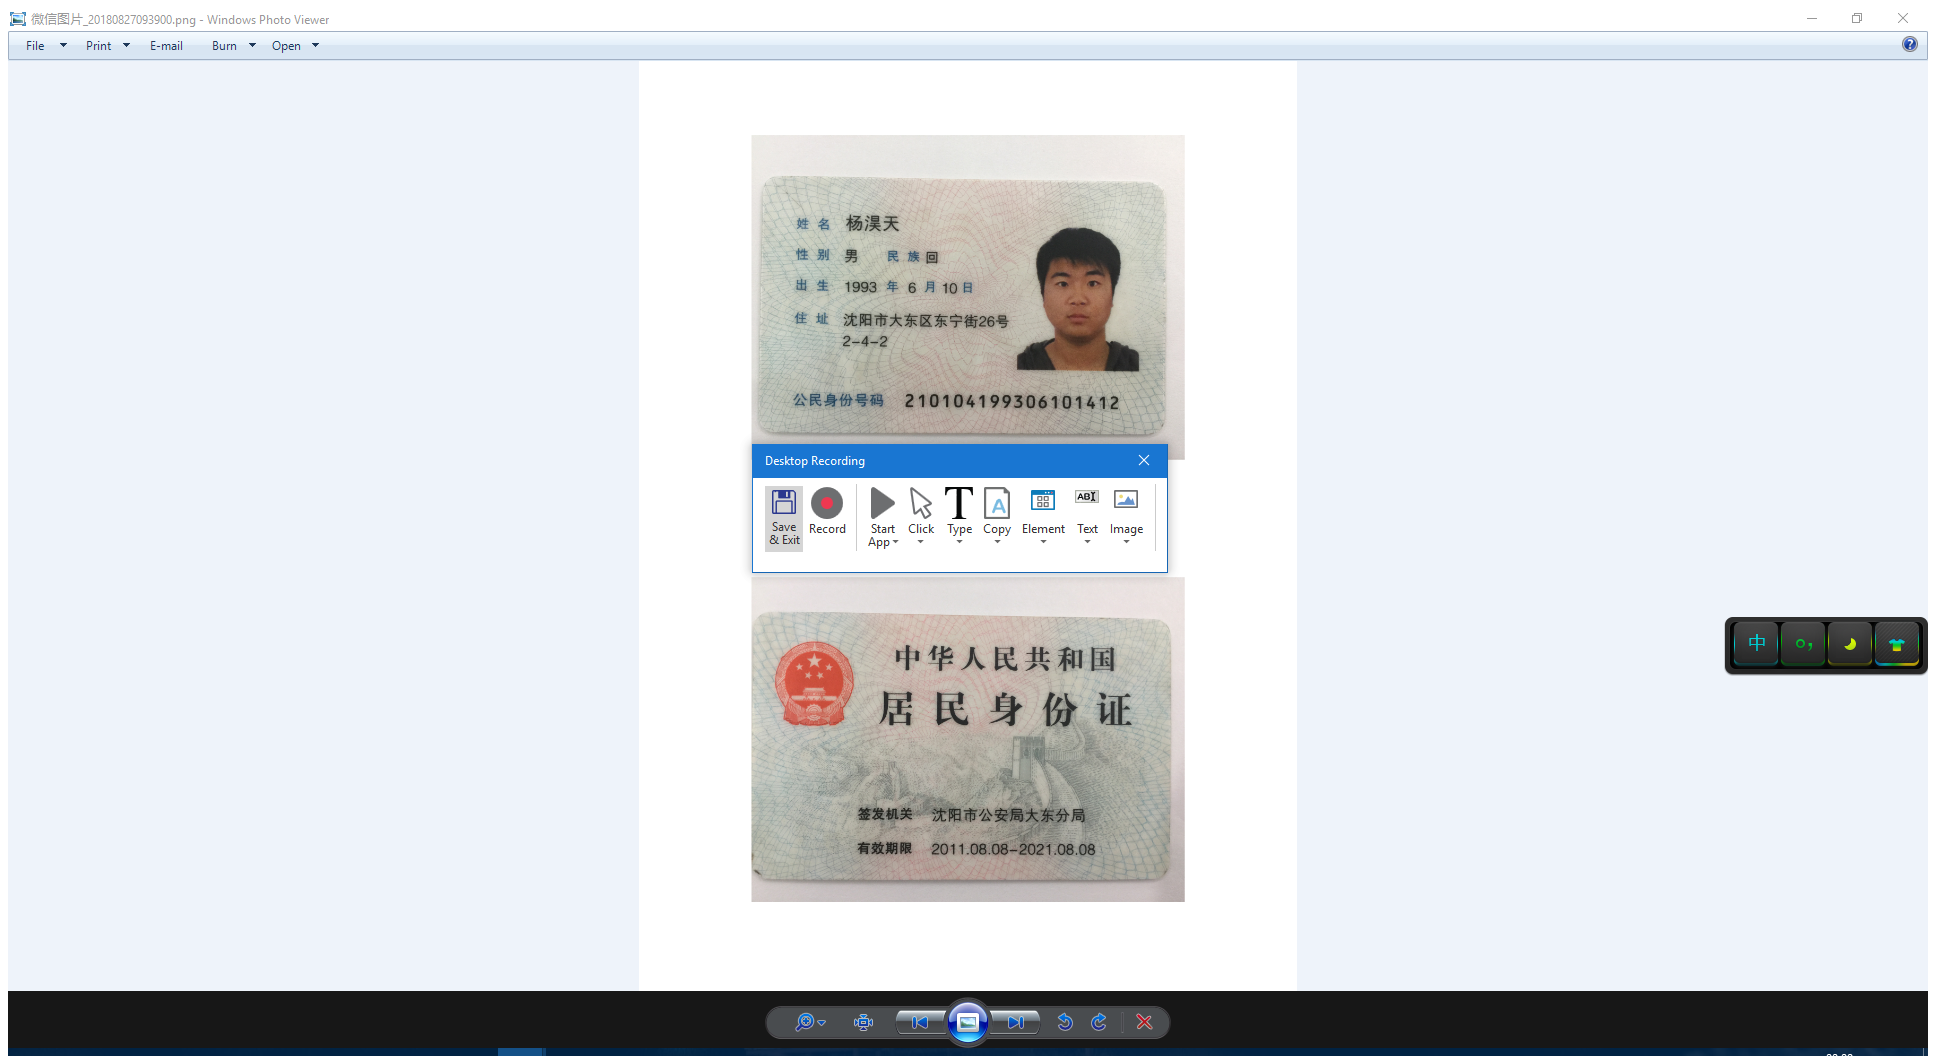 微信图片_20180827093900.png - Windows Photo Viewer
File Print E-mail Burn Open
姓名 杨淏天
性别 男 民族 回
出生 1993 年 6 月 10 日
住址 沈阳市大东区东宁街26号
2-4-2
公民身份号码 210104199306101412
Desktop Recording
Save & Exit
Record
Start App
Click
Type
Copy
Element
Text
Image
中华人民共和国
居民身份证
签发机关 沈阳市公安局大东分局
有效期限 2011.08.08-2021.08.08
中